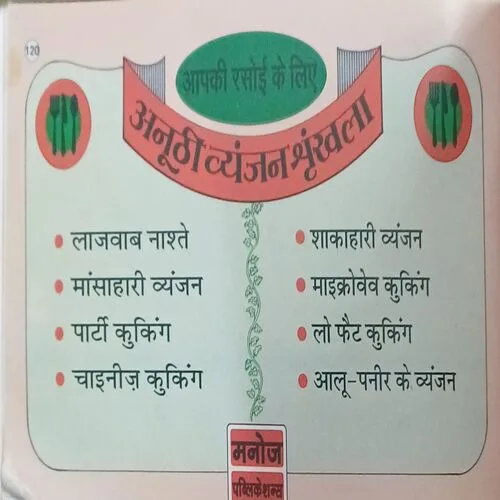 120
आपकी रसोई के लिए
अनूठी व्यंजन श्रृंखला
• लाजवाब नाश्ते
• मांसाहारी व्यंजन
• पार्टी कुकिंग
• चाइनीज़ कुकिंग
• शाकाहारी व्यंजन
• माइक्रोवेव कुकिंग
• लो फैट कुकिंग
• आलू-पनीर के व्यंजन
मनोज
पब्लिकेशन्स